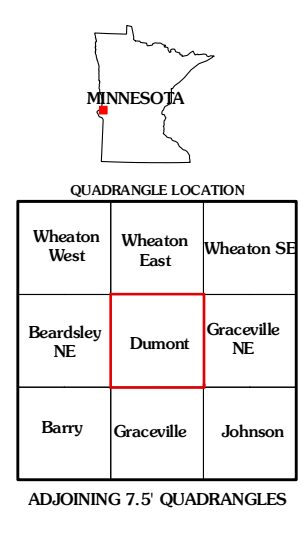 MINNESOTA
QUADRANGLE LOCATION
Wheaton West
Wheaton East
Wheaton SE
Beardsley NE
Dumont
Graceville NE
Barry
Graceville
Johnson
ADJOINING 7.5' QUADRANGLES